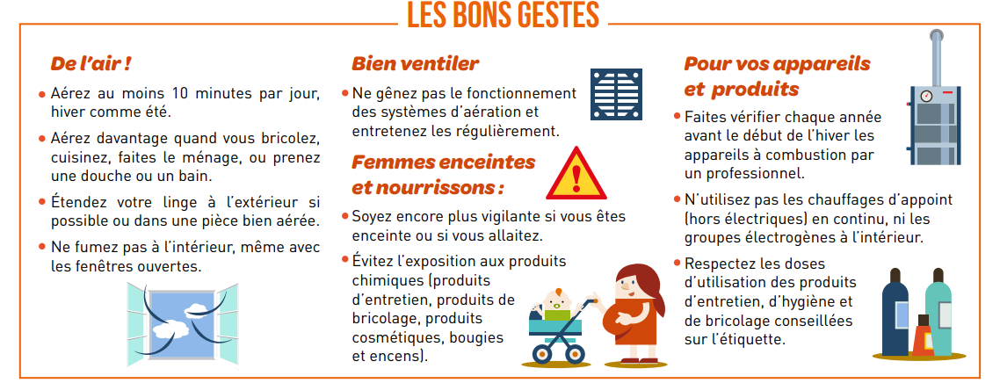 LES BONS GESTES
De l'air !
• Aérez au moins 10 minutes par jour,
hiver comme été.
• Aérez davantage quand vous bricolez,
cuisinez, faites le ménage, ou prenez
une douche ou un bain.
• Étendez votre linge à l'extérieur si
possible ou dans une pièce bien aérée.
• Ne fumez pas à l'intérieur, même avec
les fenêtres ouvertes.
Bien ventiler
• Ne gênez pas le fonctionnement
des systèmes d'aération et
entretenez les régulièrement.
Femmes enceintes
et nourrissons :
• Soyez encore plus vigilante si vous êtes
enceinte ou si vous allaitez.
• Évitez l'exposition aux produits
chimiques (produits
d'entretien, produits de
bricolage, produits
cosmétiques, bougies
et encens).
Pour vos appareils
et produits
• Faites vérifier chaque année
avant le début de l'hiver les
appareils à combustion par
un professionnel.
• N'utilisez pas les chauffages d'appoint
(hors électriques) en continu, ni les
groupes électrogènes à l'intérieur.
• Respectez les doses
d'utilisation des produits
d'entretien, d'hygiène et
de bricolage conseillées
sur l'étiquette.